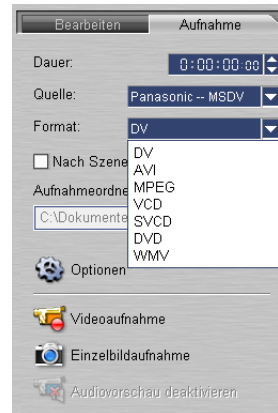 Bearbeiten Aufnahme
Dauer: 0:00:00:00
Quelle: Panasonic -- MSDV
Format: DV
DV
AVI
MPEG
VCD
SVCD
DVD
WMV
Nach Szene
Aufnahmeordne
C:\Dokumente
Optionen
Videoaufnahme
Einzelbildaufnahme
Audiovorschau deaktivieren